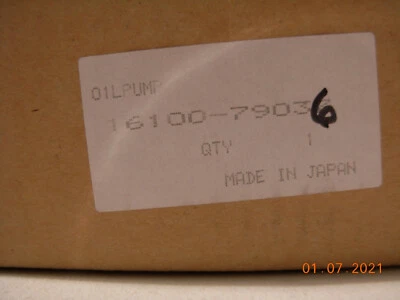 OILPUMP
16100-79036
QTY 1
MADE IN JAPAN
01.07.2021